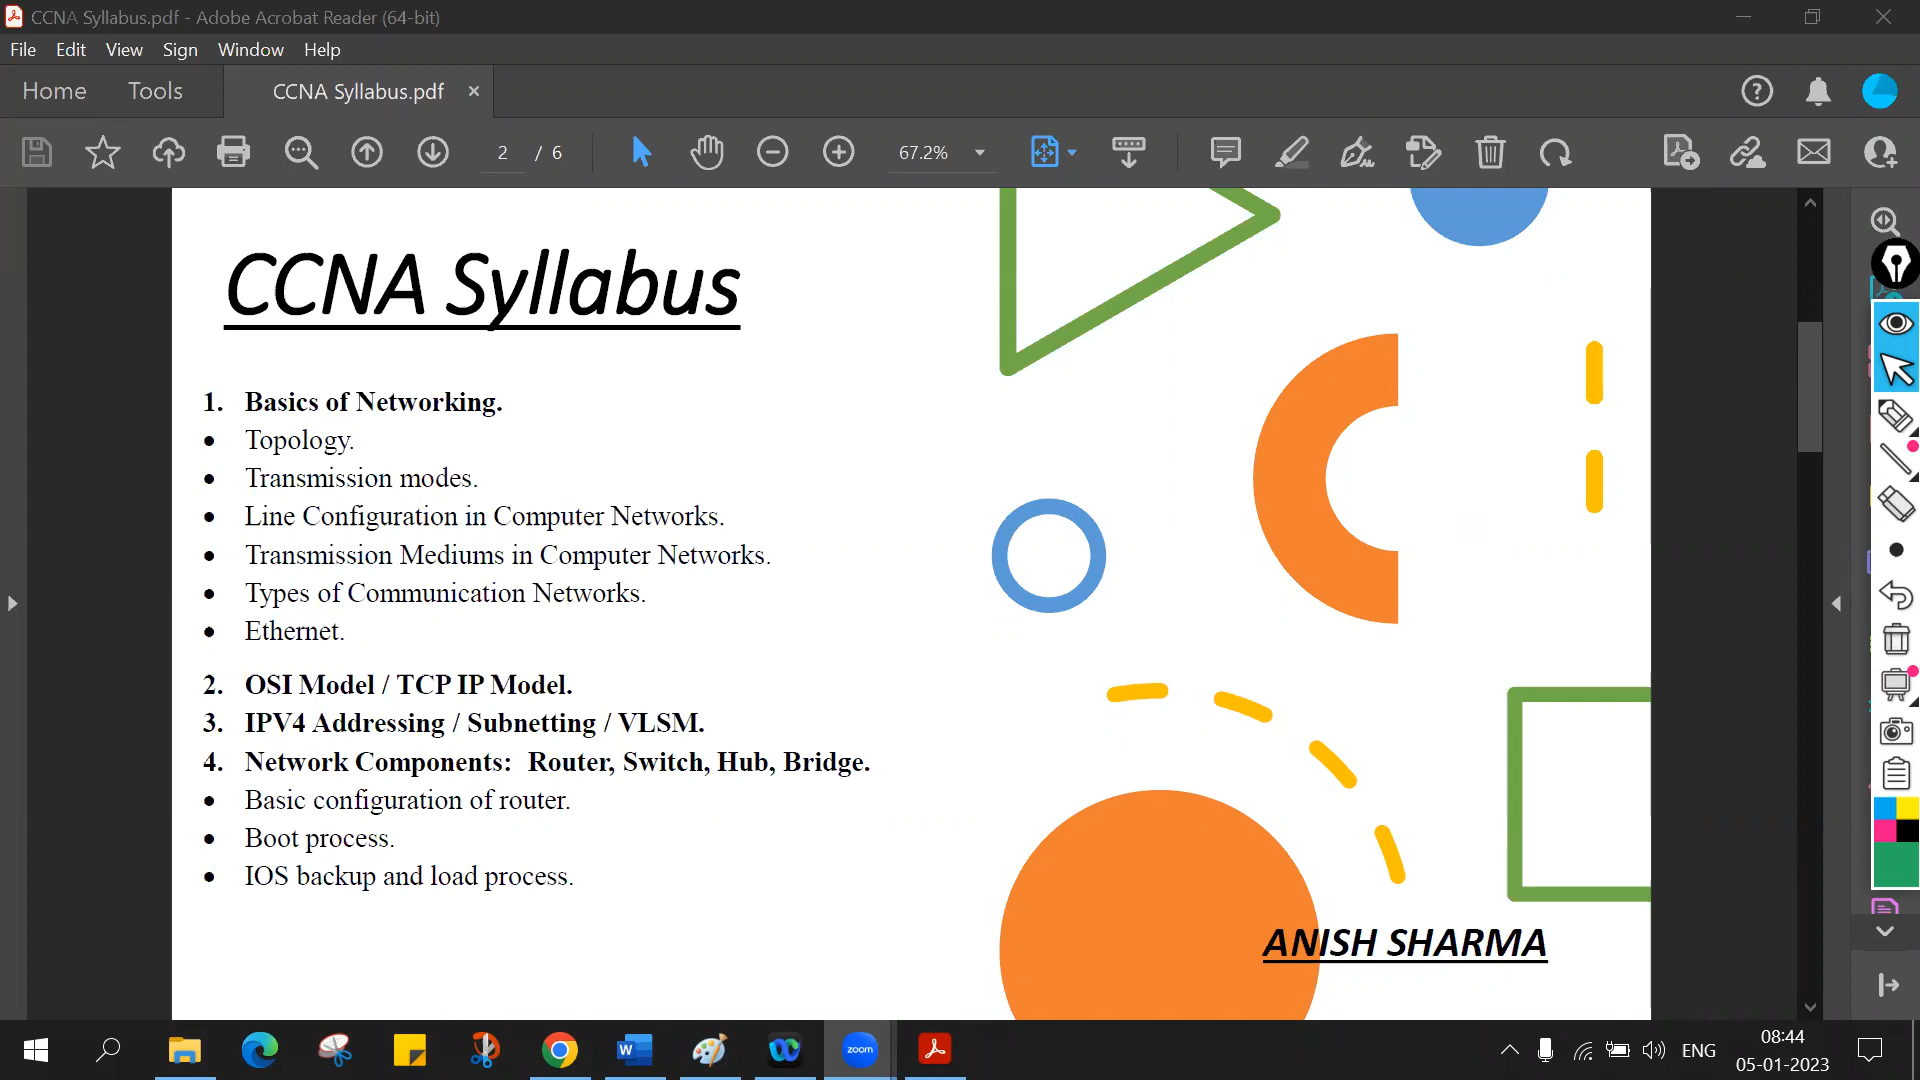 CCNA Syllabus.pdf - Adobe Acrobat Reader (64-bit)
File Edit View Sign Window Help
Home Tools CCNA Syllabus.pdf ×
2 / 6 67.2%
CCNA Syllabus
1. Basics of Networking.
• Topology.
• Transmission modes.
• Line Configuration in Computer Networks.
• Transmission Mediums in Computer Networks.
• Types of Communication Networks.
• Ethernet.
2. OSI Model / TCP IP Model.
3. IPV4 Addressing / Subnetting / VLSM.
4. Network Components: Router, Switch, Hub, Bridge.
• Basic configuration of router.
• Boot process.
• IOS backup and load process.
ANISH SHARMA
W zoom ENG 08:44
05-01-2023